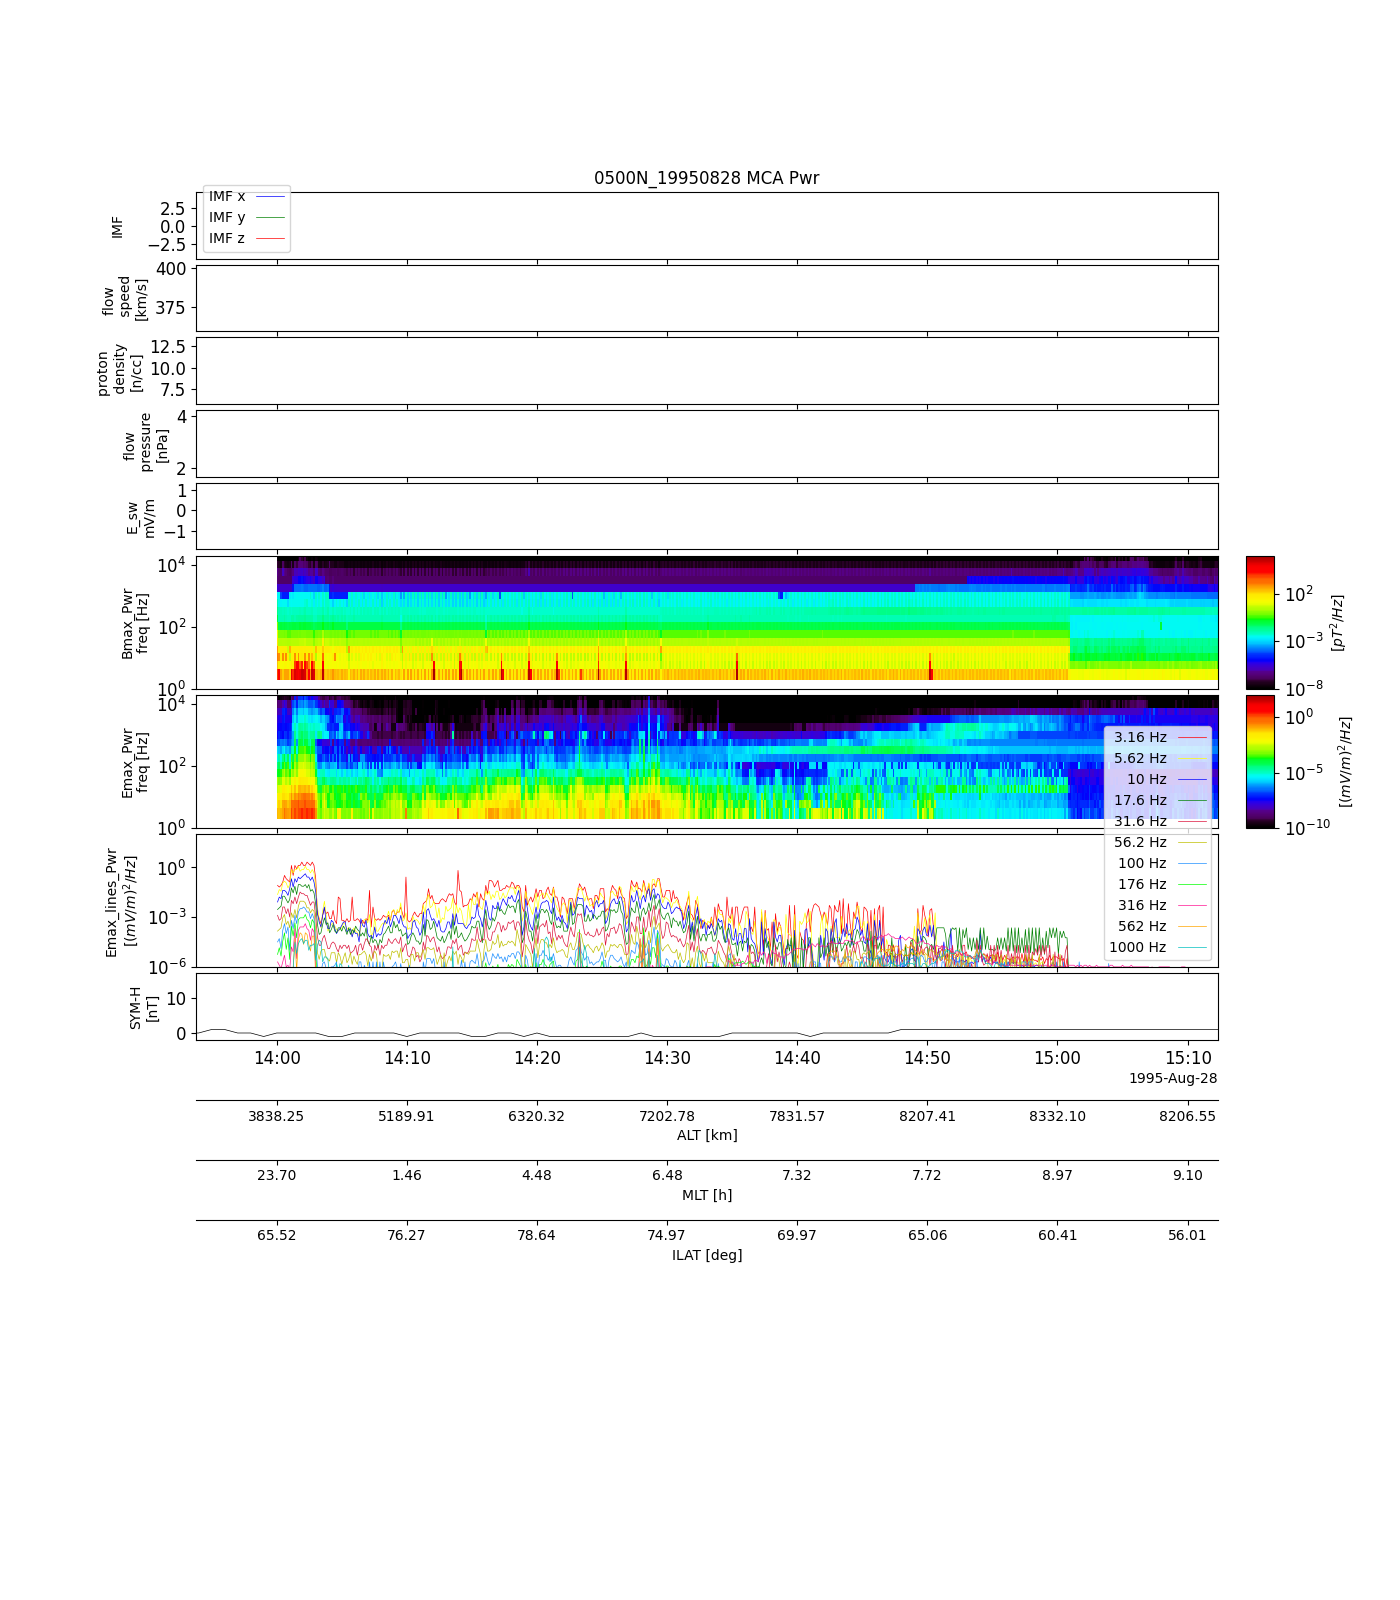 0500N_19950828 MCA Pwr
IMF
2.5
0.0
−2.5
IMF x
IMF y
IMF z
flow
speed
[km/s]
400
375
proton
density
[n/cc]
12.5
10.0
7.5
flow
pressure
[nPa]
4
2
E_sw
mV/m
1
0
−1
Bmax_Pwr
freq [Hz]
10^4
10^2
10^0
10^2
10^-3
10^-8
[pT^2/Hz]
Emax_Pwr
freq [Hz]
10^4
10^2
10^0
10^0
10^-5
10^-10
[(mV/m)^2/Hz]
3.16 Hz
5.62 Hz
10 Hz
17.6 Hz
31.6 Hz
56.2 Hz
100 Hz
176 Hz
316 Hz
562 Hz
1000 Hz
Emax_lines_Pwr
[(mV/m)^2/Hz]
10^0
10^-3
10^-6
SYM-H
[nT]
10
0
14:00 14:10 14:20 14:30 14:40 14:50 15:00 15:10
1995-Aug-28
3838.25 5189.91 6320.32 7202.78 7831.57 8207.41 8332.10 8206.55
ALT [km]
23.70 1.46 4.48 6.48 7.32 7.72 8.97 9.10
MLT [h]
65.52 76.27 78.64 74.97 69.97 65.06 60.41 56.01
ILAT [deg]